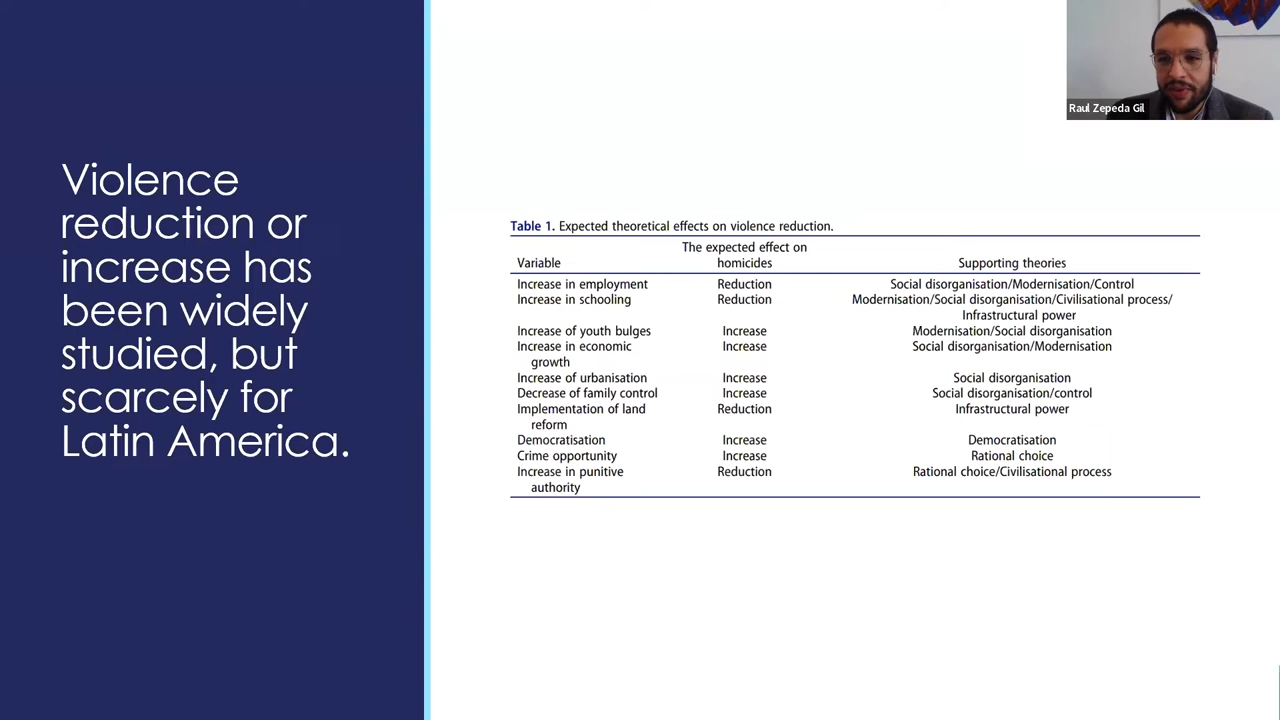 Violence
reduction or
increase has
been widely
studied, but
scarcely for
Latin America.
Raul Zepeda Gil
Table 1. Expected theoretical effects on violence reduction.
Variable The expected effect on homicides Supporting theories
Increase in employment Reduction Social disorganisation/Modernisation/Control
Increase in schooling Reduction Modernisation/Social disorganisation/Civilisational process/
Infrastructural power
Increase of youth bulges Increase Modernisation/Social disorganisation
Increase in economic Increase Social disorganisation/Modernisation
growth
Increase of urbanisation Increase Social disorganisation
Decrease of family control Increase Social disorganisation/control
Implementation of land Reduction Infrastructural power
reform
Democratisation Increase Democratisation
Crime opportunity Increase Rational choice
Increase in punitive Reduction Rational choice/Civilisational process
authority